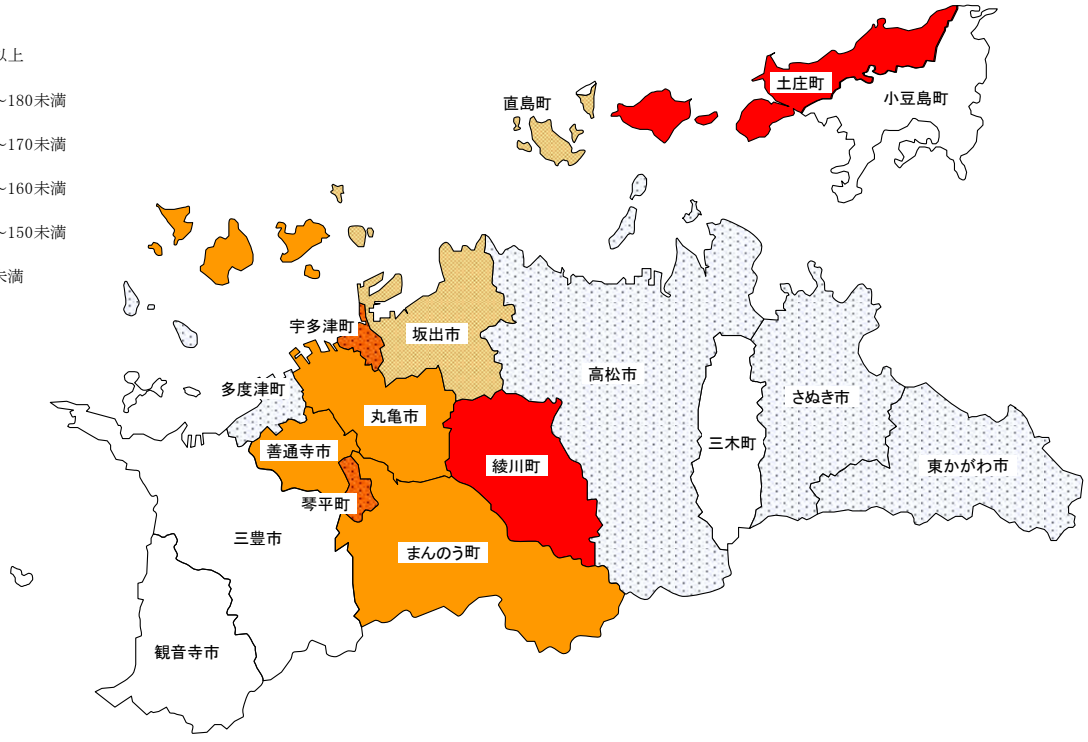 以上
~180未満
~170未満
~160未満
~150未満
未満
土庄町
小豆島町
直島町
宇多津町
坂出市
高松市
多度津町
丸亀市
さぬき市
善通寺市
三木町
綾川町
東かがわ市
琴平町
三豊市
まんのう町
観音寺市